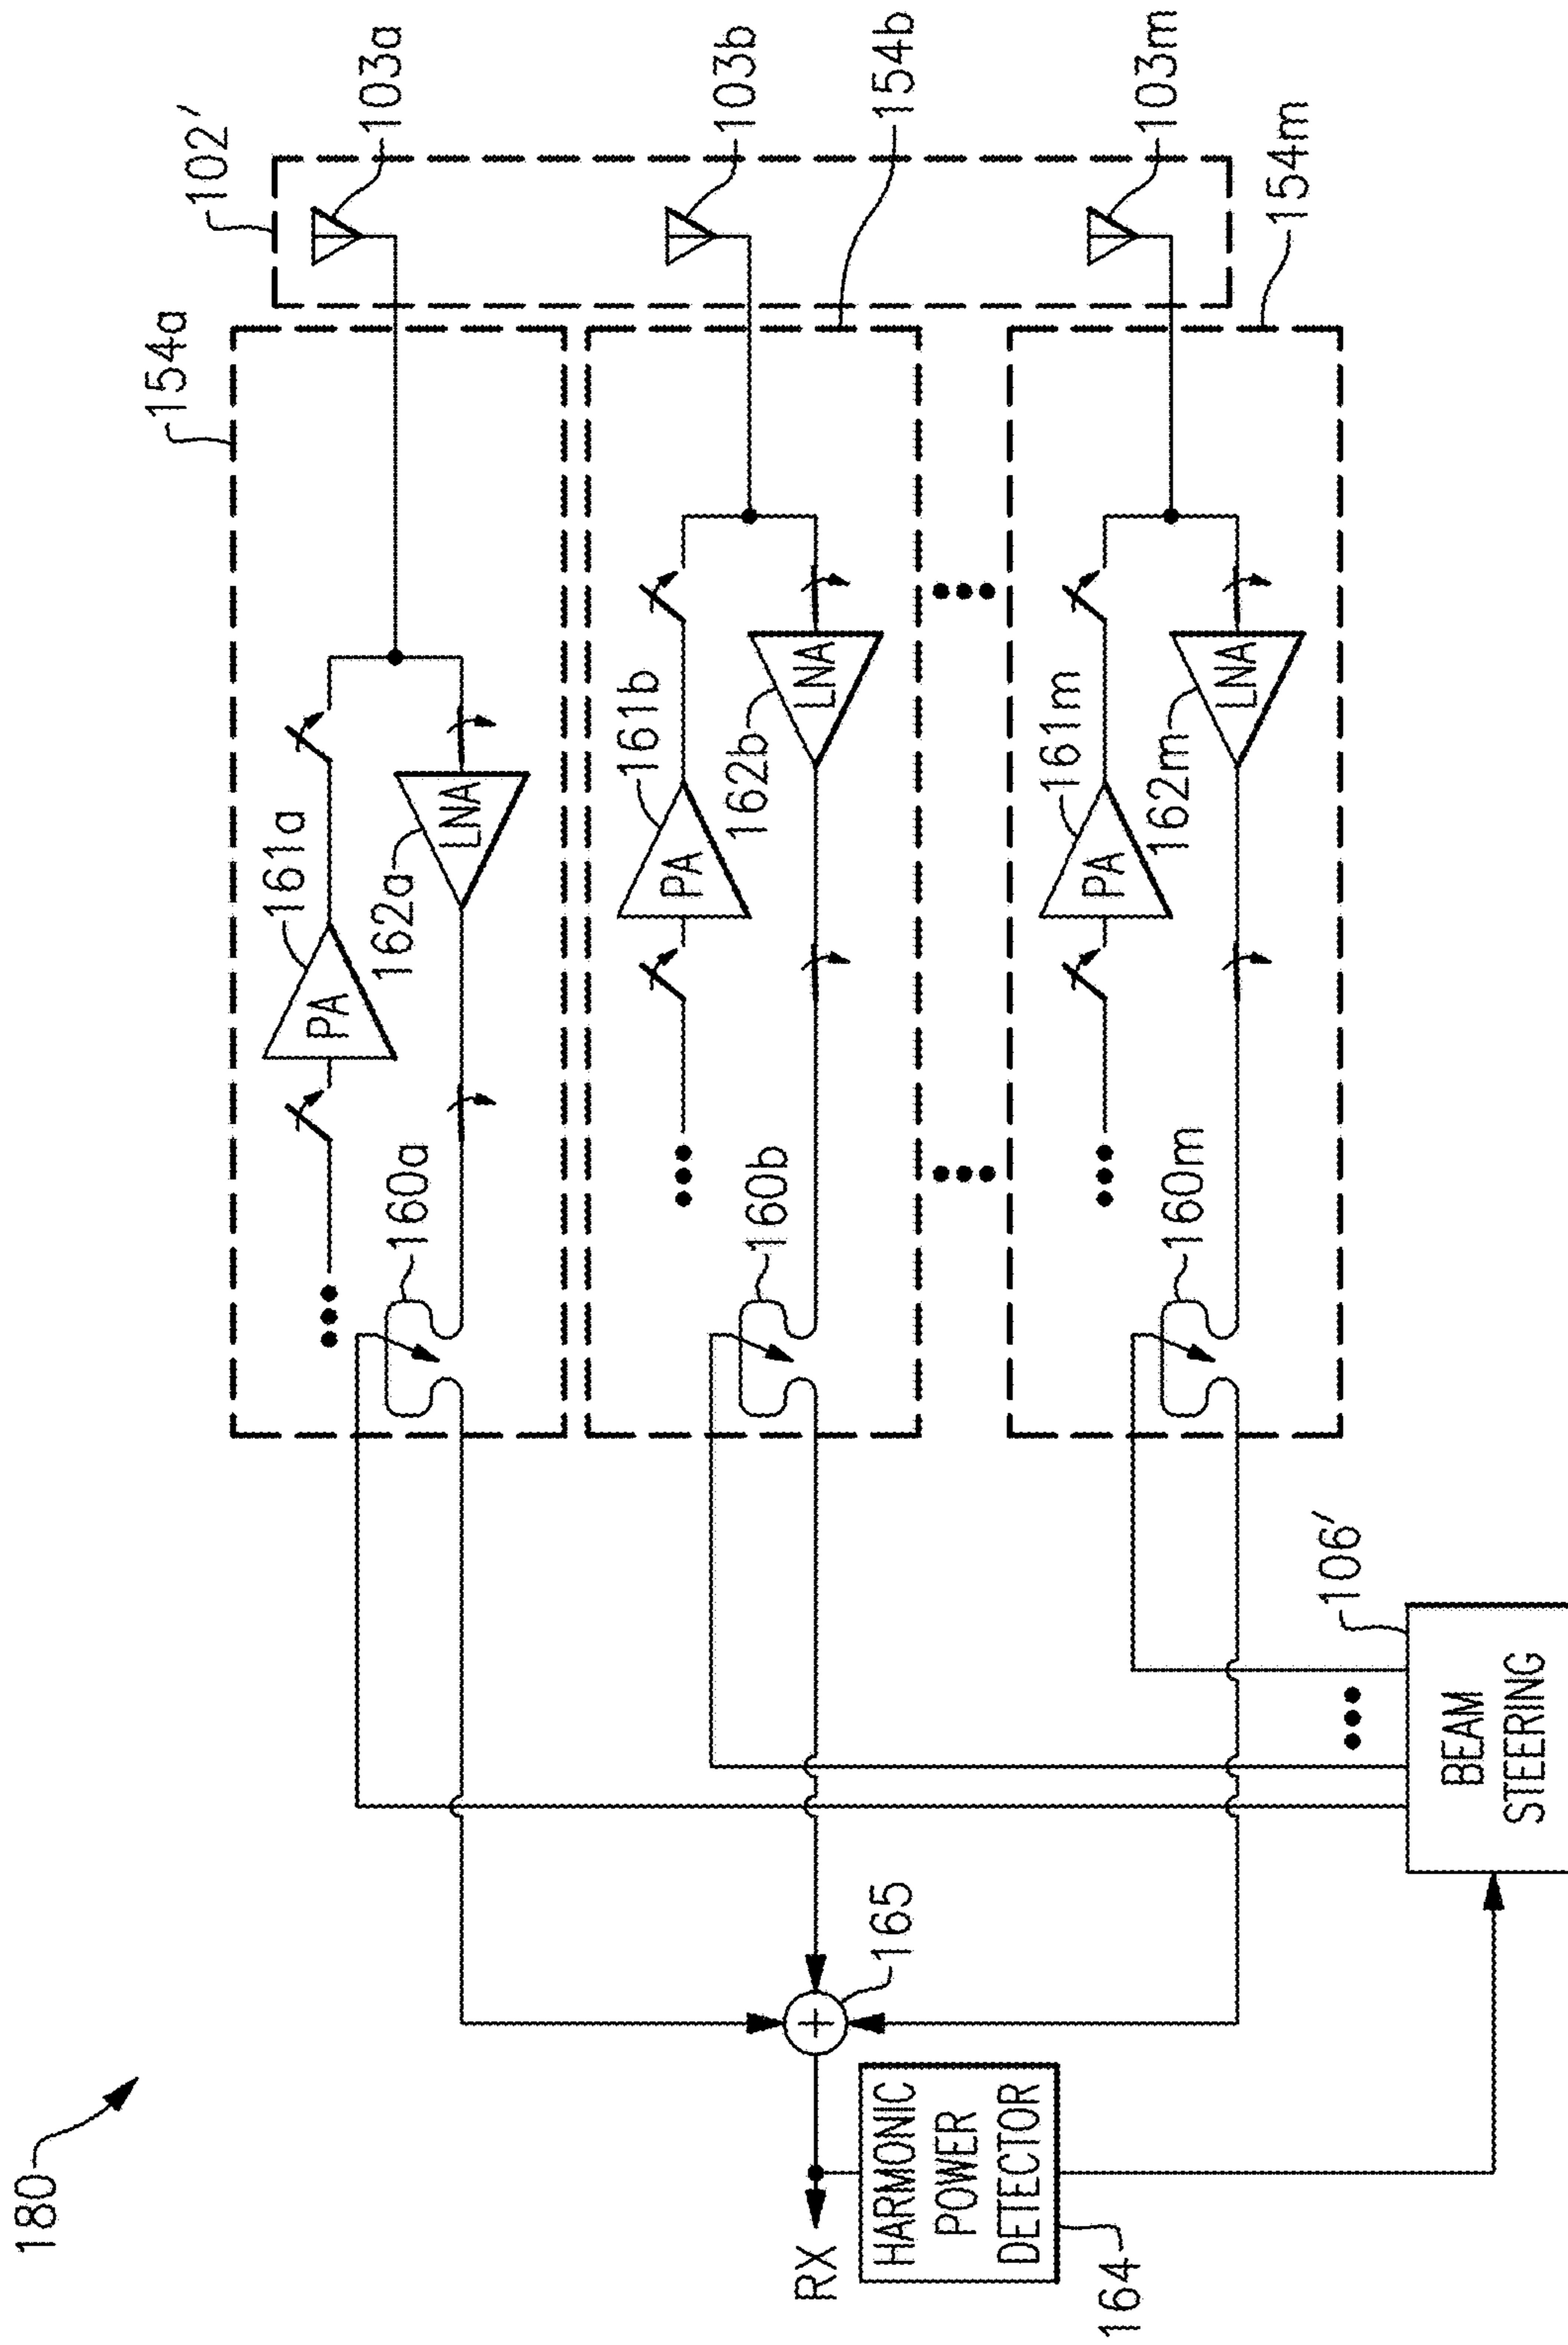 180
102'
103a
103b
103m
154a
154b
154m
161a
PA
162a
LNA
160a
161b
PA
162b
LNA
160b
161m
PA
162m
LNA
160m
165
+
RX
HARMONIC
POWER
DETECTOR
164
106'
BEAM
STEERING